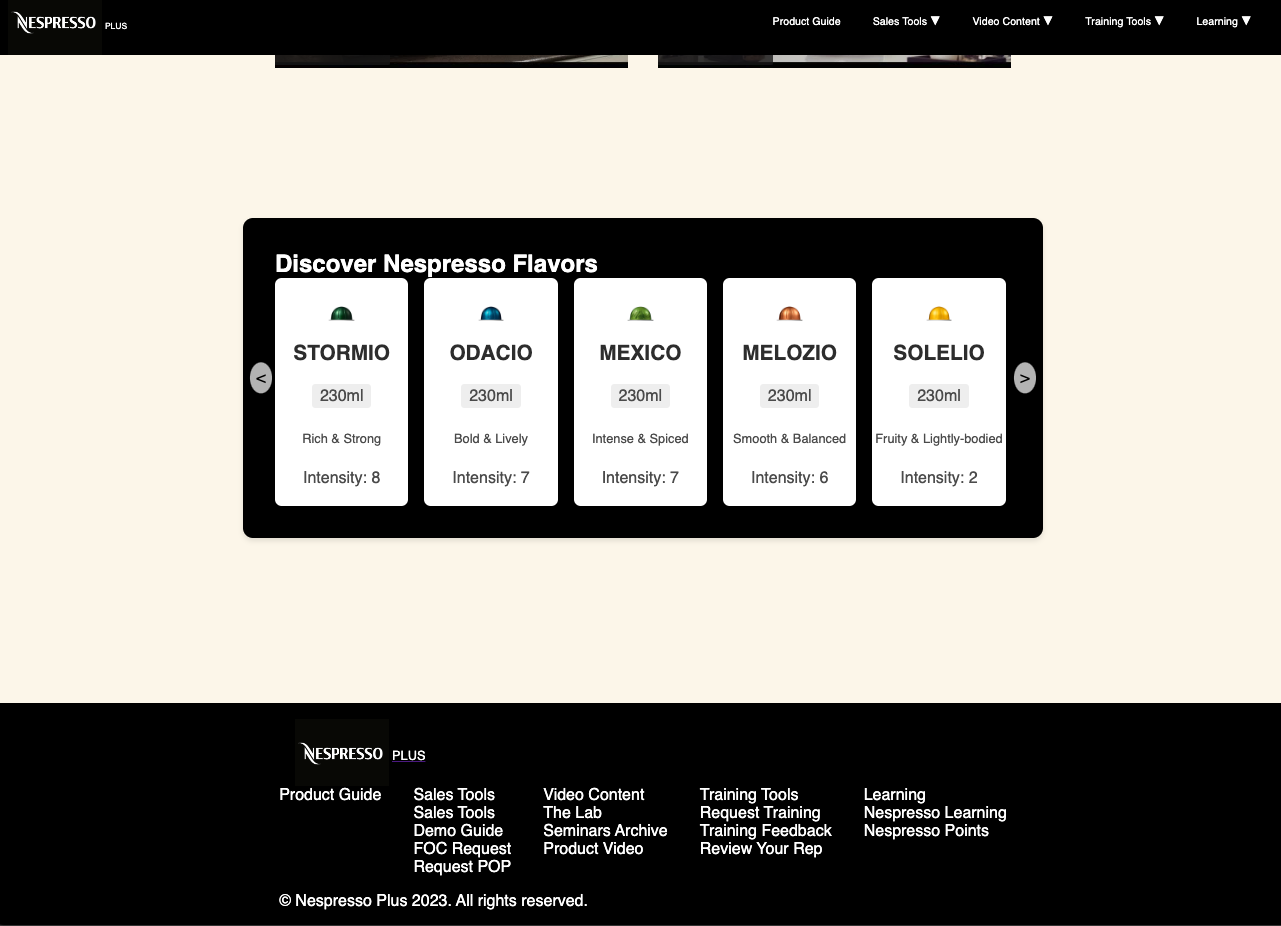 NESPRESSO PLUS
Product Guide Sales Tools ▼ Video Content ▼ Training Tools ▼ Learning ▼
Discover Nespresso Flavors
<
STORMIO
230ml
Rich & Strong
Intensity: 8
ODACIO
230ml
Bold & Lively
Intensity: 7
MEXICO
230ml
Intense & Spiced
Intensity: 7
MELOZIO
230ml
Smooth & Balanced
Intensity: 6
SOLELIO
230ml
Fruity & Lightly-bodied
Intensity: 2
>
NESPRESSO PLUS
Product Guide
Sales Tools
Sales Tools
Demo Guide
FOC Request
Request POP
Video Content
The Lab
Seminars Archive
Product Video
Training Tools
Request Training
Training Feedback
Review Your Rep
Learning
Nespresso Learning
Nespresso Points
© Nespresso Plus 2023. All rights reserved.